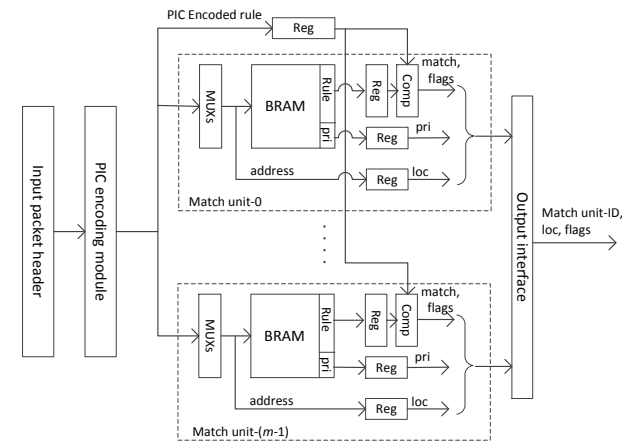 PIC Encoded rule
Reg
match,
flags
MUXs
BRAM
Rule
pri
Reg
Comp
Reg
pri
address
Reg
loc
Match unit-0
Input packet header
PIC encoding module
Output interface
Match unit-ID,
loc, flags
match,
flags
MUXs
BRAM
Rule
pri
Reg
Comp
Reg
pri
address
Reg
loc
Match unit-(m-1)